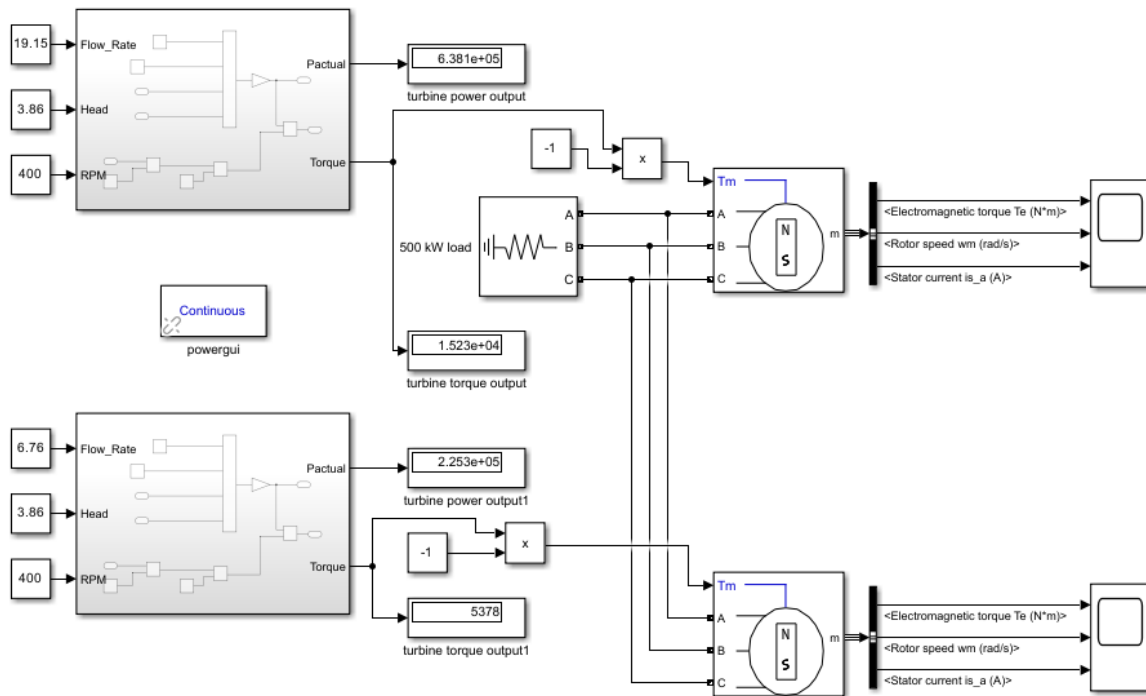 19.15
Flow_Rate
Pactual
6.381e+05
turbine power output
3.86
Head
400
RPM
Torque
-1
x
Tm
A
B
C
m
N
S
<Electromagnetic torque Te (N*m)>
<Rotor speed wm (rad/s)>
<Stator current is_a (A)>
500 kW load
A
B
C
Continuous
powergui
1.523e+04
turbine torque output
6.76
Flow_Rate
Pactual
2.253e+05
turbine power output1
3.86
Head
400
RPM
Torque
-1
x
5378
turbine torque output1
Tm
A
B
C
m
N
S
<Electromagnetic torque Te (N*m)>
<Rotor speed wm (rad/s)>
<Stator current is_a (A)>